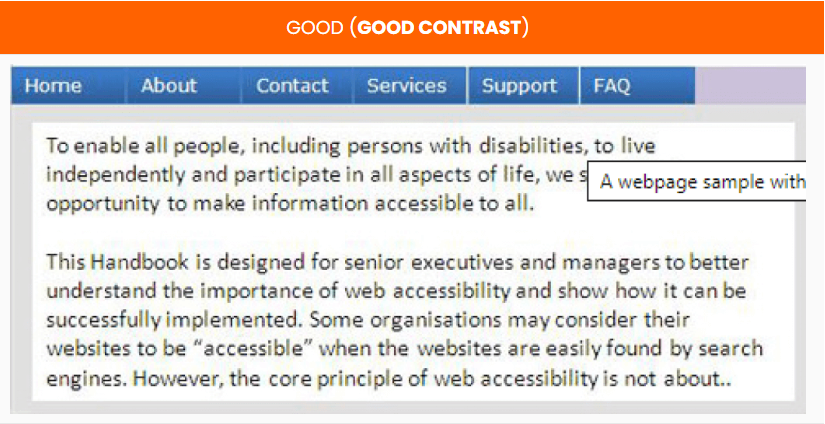 GOOD (GOOD CONTRAST)
Home About Contact Services Support FAQ
To enable all people, including persons with disabilities, to live
independently and participate in all aspects of life, we s
A webpage sample with
opportunity to make information accessible to all.
This Handbook is designed for senior executives and managers to better
understand the importance of web accessibility and show how it can be
successfully implemented. Some organisations may consider their
websites to be “accessible” when the websites are easily found by search
engines. However, the core principle of web accessibility is not about..